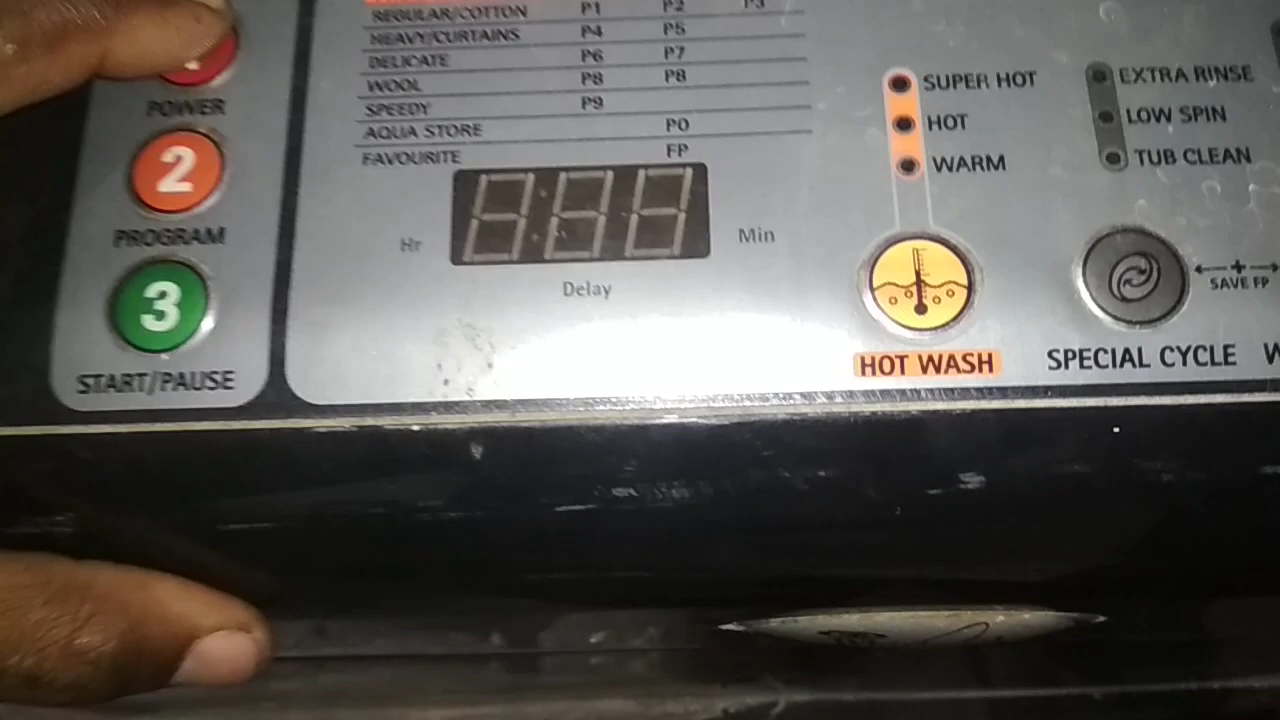 REGULAR/COTTON P1 P2 P3
HEAVY/CURTAINS P4 P5
DELICATE P6 P7
WOOL P8 P8
SPEEDY P9
AQUA STORE P0
FAVOURITE FP
POWER
2
PROGRAM
3
START/PAUSE
Hr
Min
Delay
SUPER HOT
HOT
WARM
HOT WASH
EXTRA RINSE
LOW SPIN
TUB CLEAN
+
SAVE FP
SPECIAL CYCLE